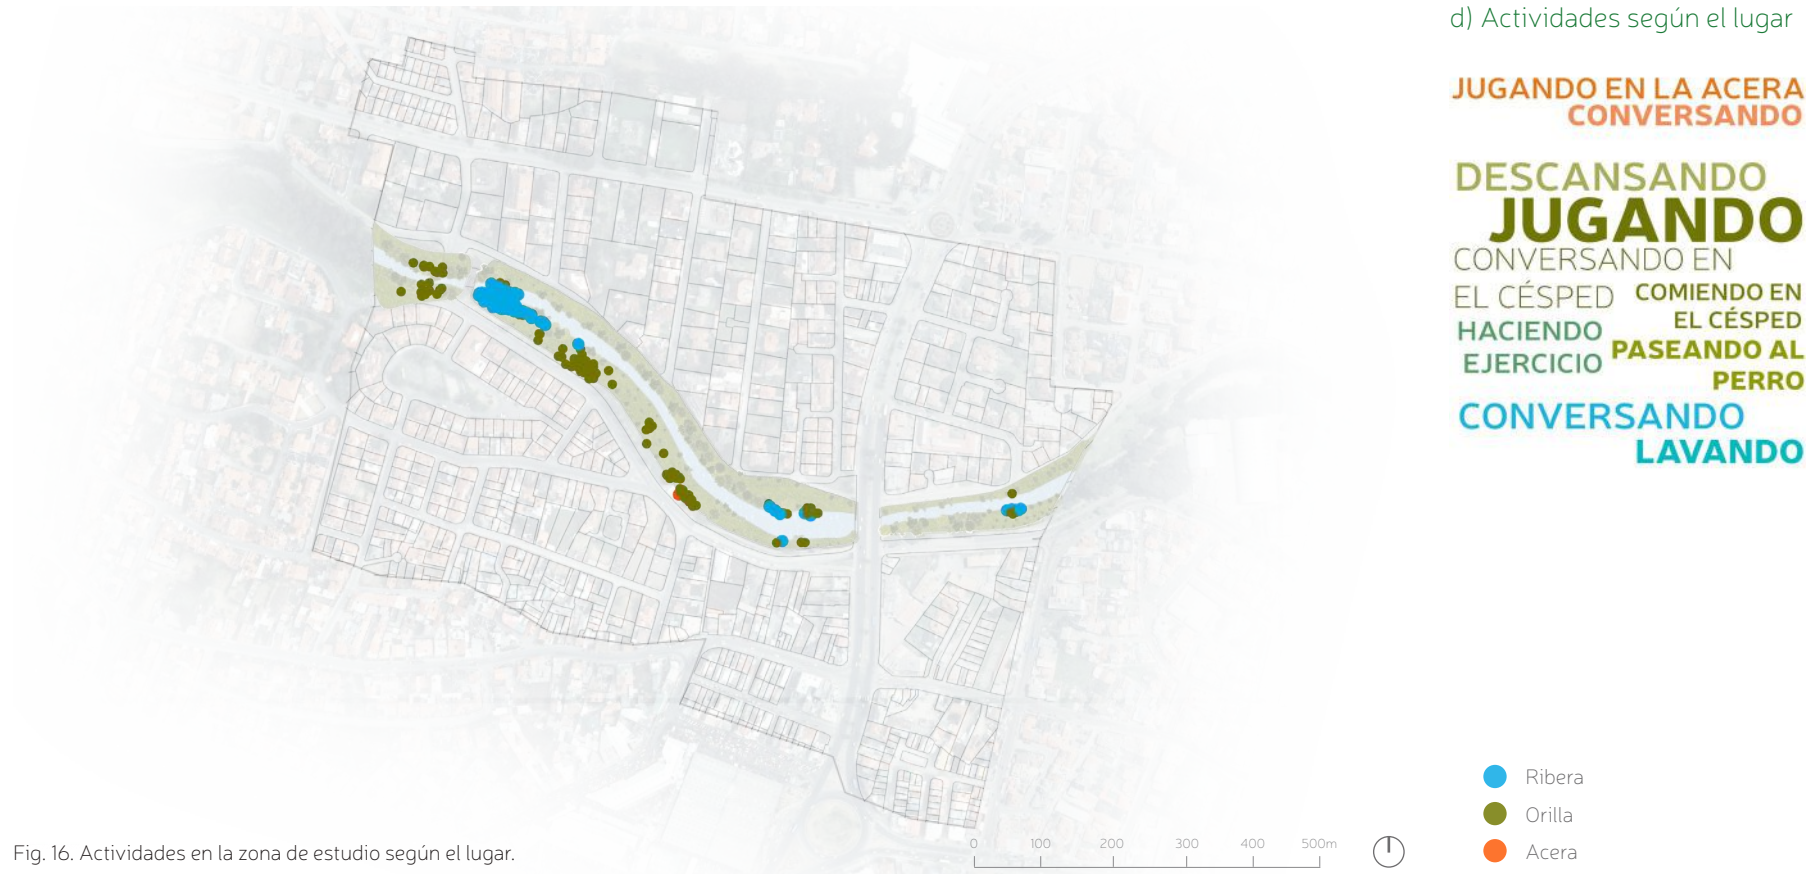 d) Actividades según el lugar
JUGANDO EN LA ACERA
CONVERSANDO
DESCANSANDO
JUGANDO
CONVERSANDO EN
EL CÉSPED
COMIENDO EN
EL CÉSPED
HACIENDO
EJERCICIO
PASEANDO AL
PERRO
CONVERSANDO
LAVANDO
Ribera
Orilla
Acera
0 100 200 300 400 500m
Fig. 16. Actividades en la zona de estudio según el lugar.